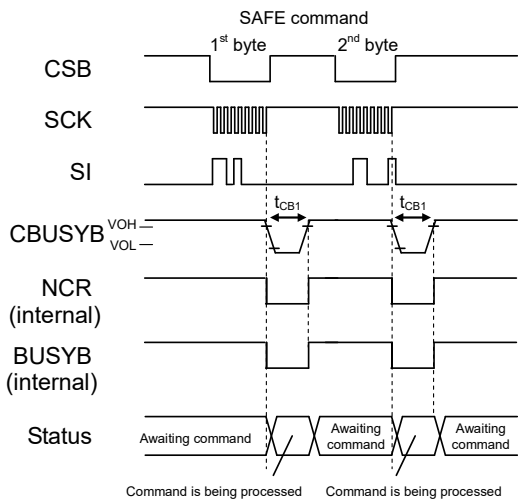 SAFE command
1st byte
2nd byte
CSB
SCK
SI
tCB1
tCB1
CBUSYB
VOH
VOL
NCR
(internal)
BUSYB
(internal)
Status
Awaiting command
Awaiting
command
Awaiting
command
Command is being processed
Command is being processed